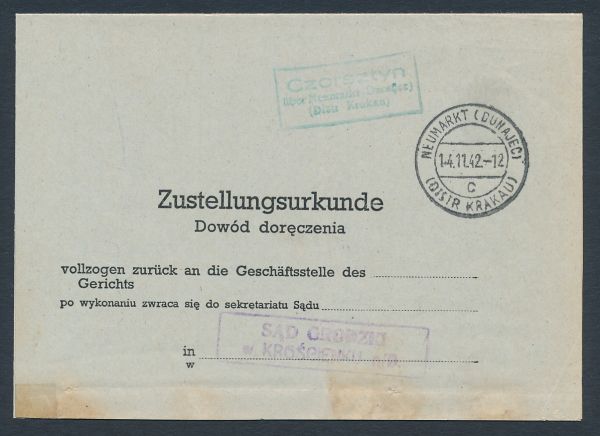 Czorsztyn
über Neumarkt-Dunajec)
(Distr Krakau)
NEUMARKT (DUNAJEC)
14.11.42.-12
C
(DISTR KRAKAU)
Zustellungsurkunde
Dowód doręczenia
vollzogen zurück an die Geschäftsstelle des
Gerichts
po wykonaniu zwraca się do sekretariatu Sądu
SĄD GRODZKI
w KROŚCIENKU n/D.
in
w